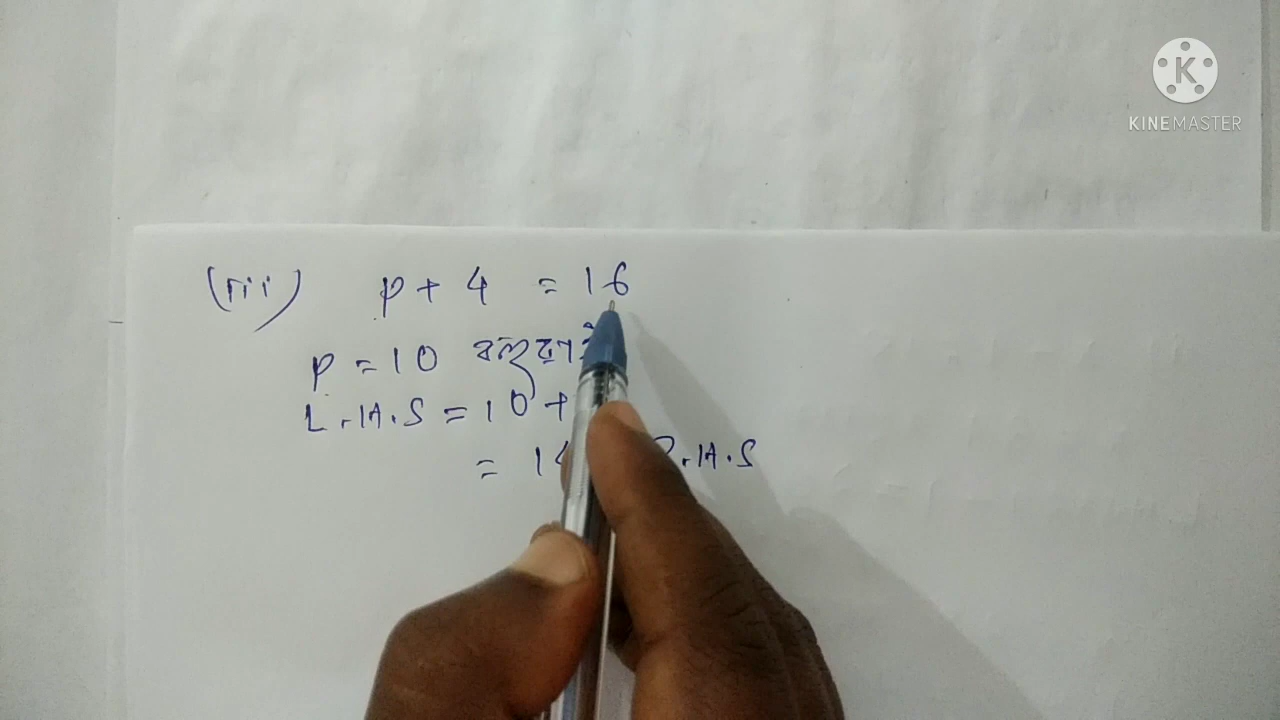 KINEMASTER
(iii) p + 4 = 16
p = 10
L.H.S = 10 +
= 14 R.H.S